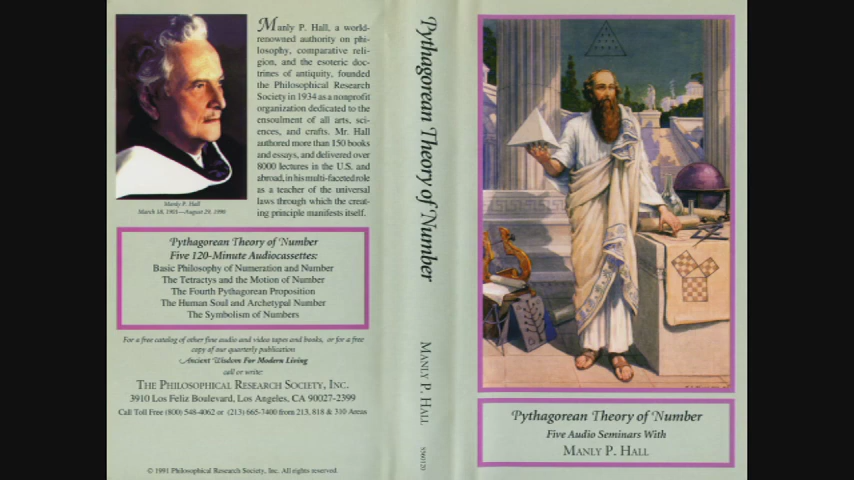 Manly P. Hall, a world-
renowned authority on phi-
losophy, comparative reli-
gion, and the esoteric doc-
trines of antiquity, founded
the Philosophical Research
Society in 1934 as a nonprofit
organization dedicated to the
ensoulment of all arts, sci-
ences, and crafts. Mr. Hall
authored more than 150 books
and essays, and delivered over
8000 lectures in the U.S. and
abroad, in his multi-faceted role
as a teacher of the universal
laws through which the creat-
ing principle manifests itself.
Manly P. Hall
March 18, 1901—August 29, 1990
Pythagorean Theory of Number
Five 120-Minute Audiocassettes:
Basic Philosophy of Numeration and Number
The Tetractys and the Motion of Number
The Fourth Pythagorean Proposition
The Human Soul and Archetypal Number
The Symbolism of Numbers
For a free catalog of other fine audio and video tapes and books, or for a free
copy of our quarterly publication
Ancient Wisdom For Modern Living
call or write:
THE PHILOSOPHICAL RESEARCH SOCIETY, INC.
3910 Los Feliz Boulevard, Los Angeles, CA 90027-2399
Call Toll Free (800) 548-4062 or (213) 665-7400 from 213, 818 & 310 Areas
© 1991 Philosophical Research Society, Inc. All rights reserved.
Pythagorean Theory of Number
MANLY P. HALL
SN60120
Pythagorean Theory of Number
Five Audio Seminars With
MANLY P. HALL